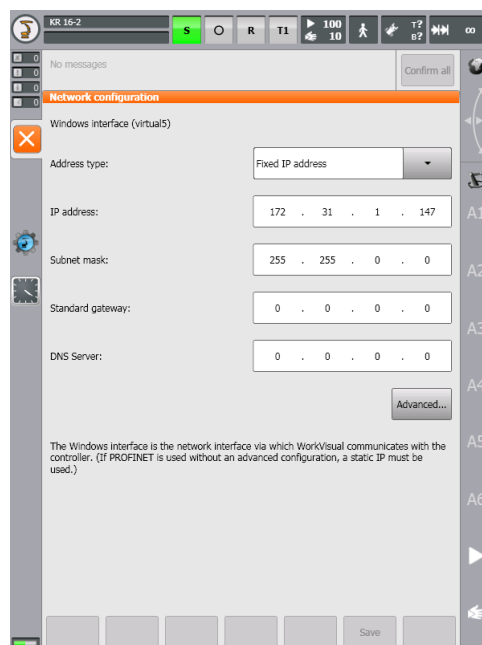 KR 16-2
S O R T1 100 10 T? B? ∞
0
0
0
0
No messages
Confirm all
Network configuration
Windows interface (virtual5)
Address type: Fixed IP address
IP address: 172 . 31 . 1 . 147
Subnet mask: 255 . 255 . 0 . 0
Standard gateway: 0 . 0 . 0 . 0
DNS Server: 0 . 0 . 0 . 0
Advanced...
The Windows interface is the network interface via which WorkVisual communicates with the
controller. (If PROFINET is used without an advanced configuration, a static IP must be
used.)
A1
A2
A3
A4
A5
A6
Save